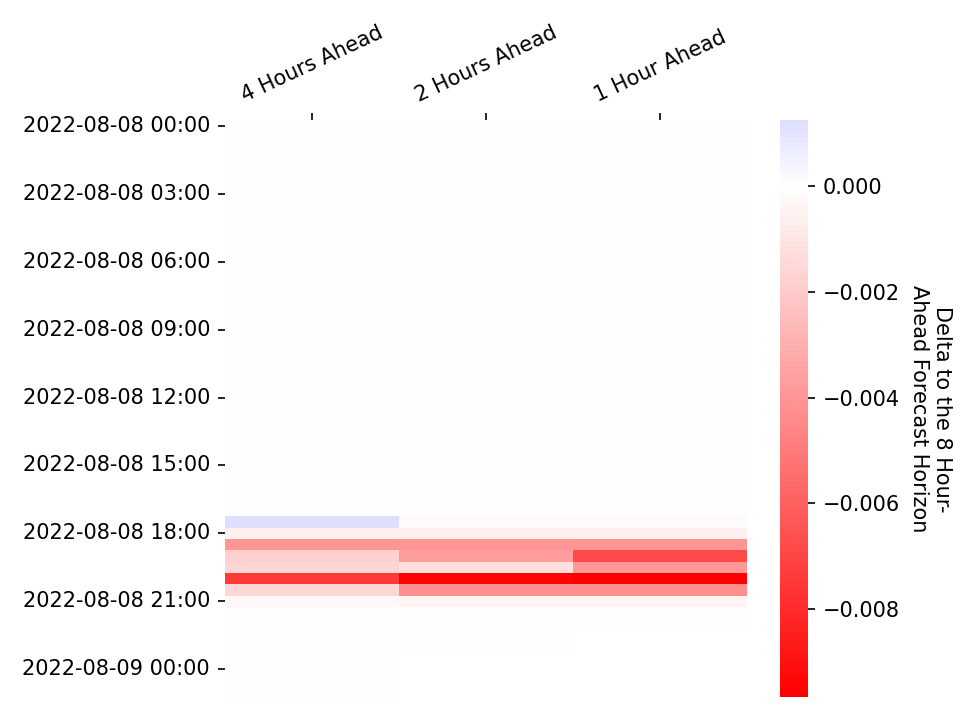 4 Hours Ahead
2 Hours Ahead
1 Hour Ahead
2022-08-08 00:00
2022-08-08 03:00
2022-08-08 06:00
2022-08-08 09:00
2022-08-08 12:00
2022-08-08 15:00
2022-08-08 18:00
2022-08-08 21:00
2022-08-09 00:00
0.000
−0.002
−0.004
−0.006
−0.008
Delta to the 8 Hour-
Ahead Forecast Horizon